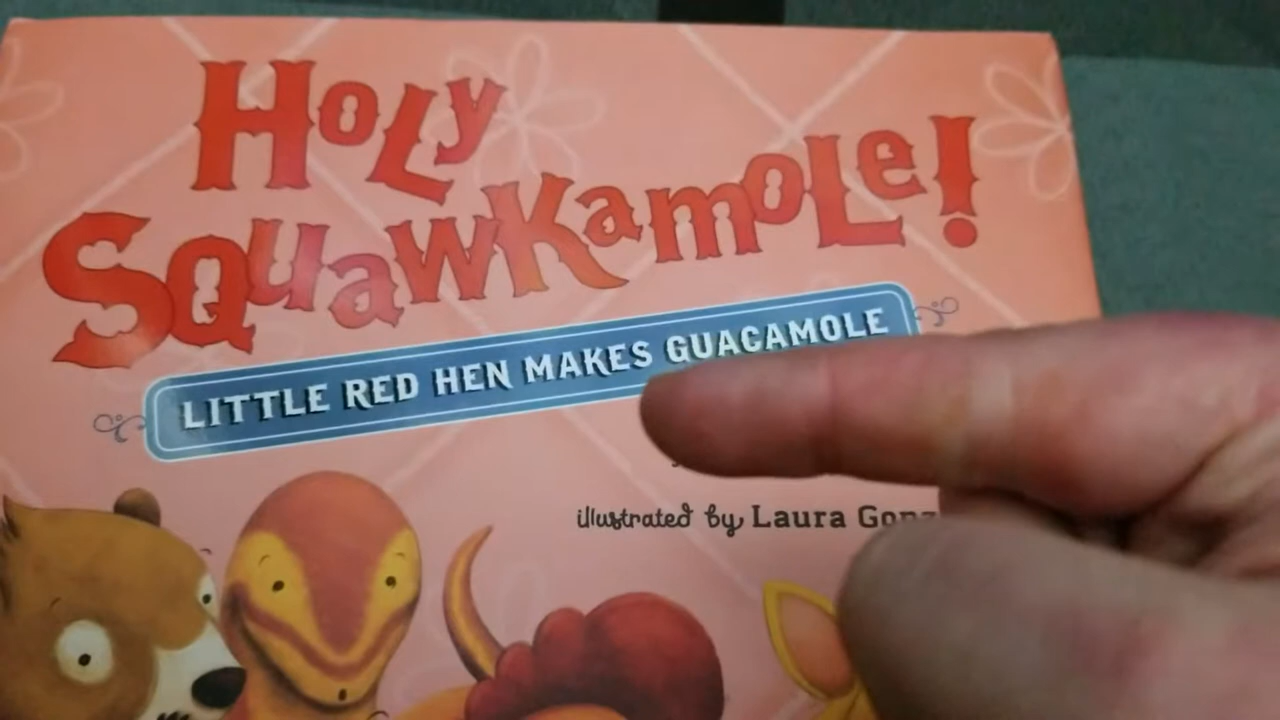 HOLY
SQUAWKAMOLE!
LITTLE RED HEN MAKES GUACAMOLE
illustrated by Laura